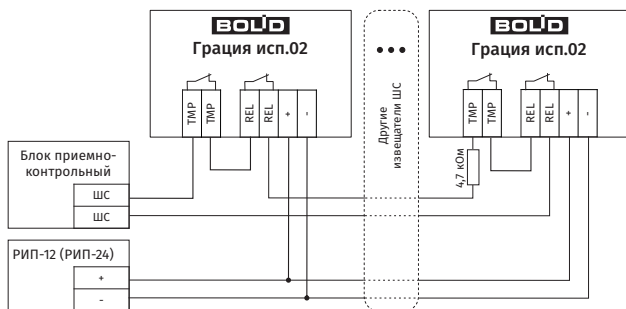 BOLID
Грация исп.02
TMP
TMP
REL
REL
+
-
Другие
извещатели ШС
BOLID
Грация исп.02
TMP
TMP
REL
REL
+
-
4,7 кОм
Блок приемно-
контрольный
ШС
ШС
РИП-12 (РИП-24)
+
-